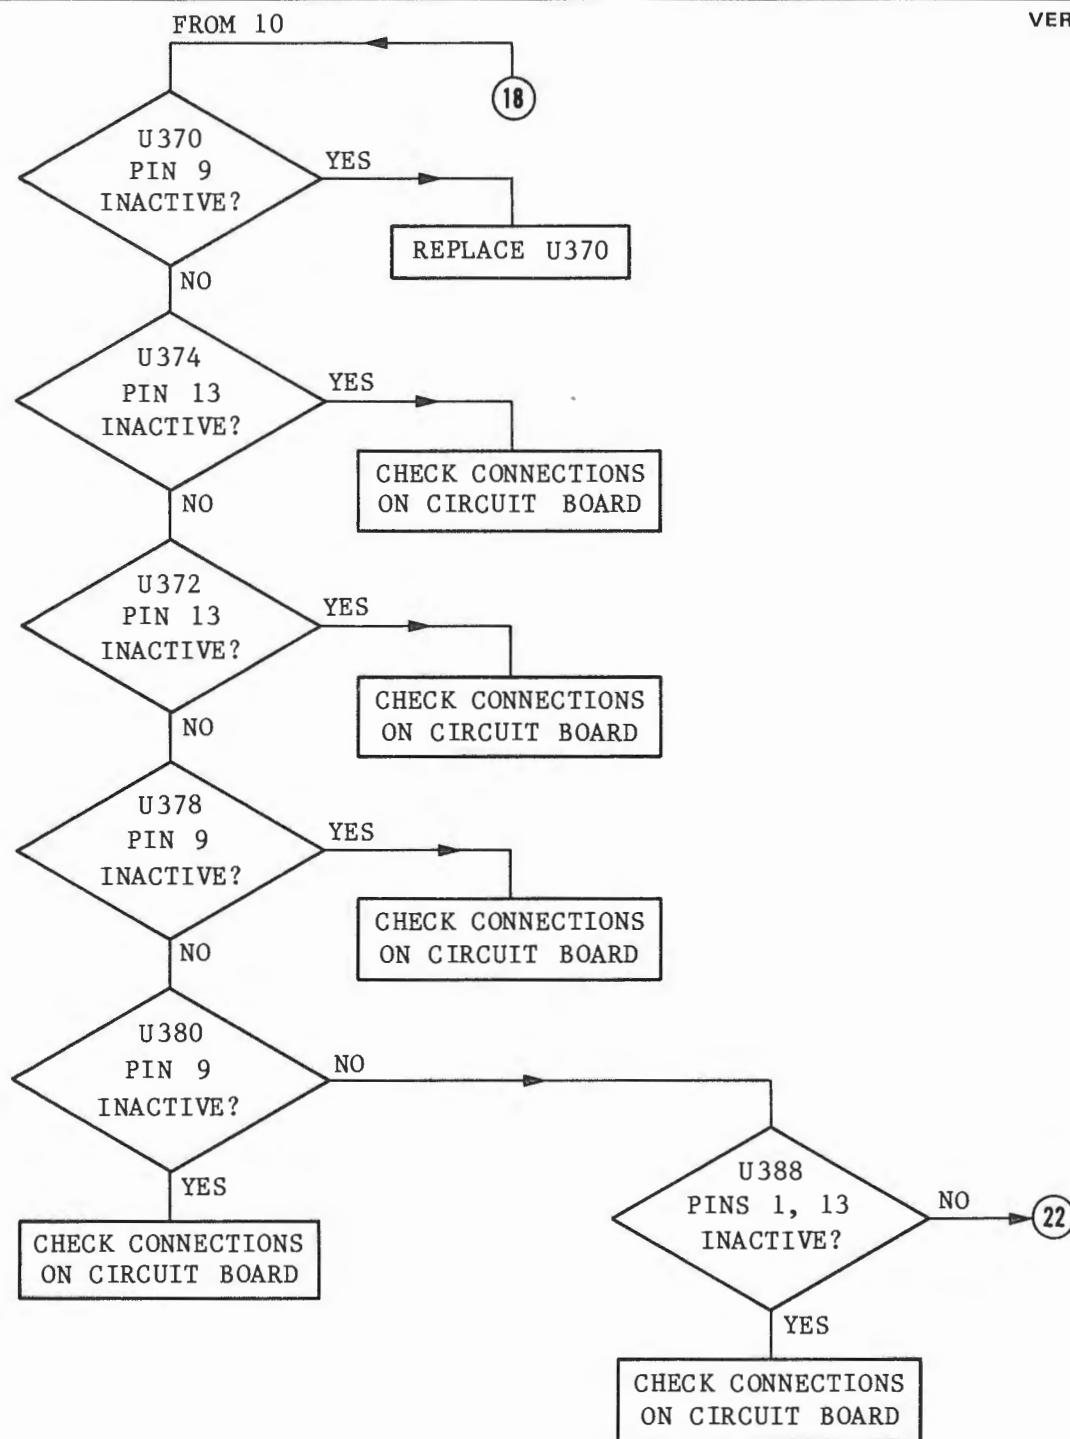 FROM 10
VER
18
U370
PIN 9
INACTIVE?
YES
REPLACE U370
NO
U374
PIN 13
INACTIVE?
YES
CHECK CONNECTIONS
ON CIRCUIT BOARD
NO
U372
PIN 13
INACTIVE?
YES
CHECK CONNECTIONS
ON CIRCUIT BOARD
NO
U378
PIN 9
INACTIVE?
YES
CHECK CONNECTIONS
ON CIRCUIT BOARD
NO
U380
PIN 9
INACTIVE?
NO
YES
CHECK CONNECTIONS
ON CIRCUIT BOARD
U388
PINS 1, 13
INACTIVE?
NO
22
YES
CHECK CONNECTIONS
ON CIRCUIT BOARD